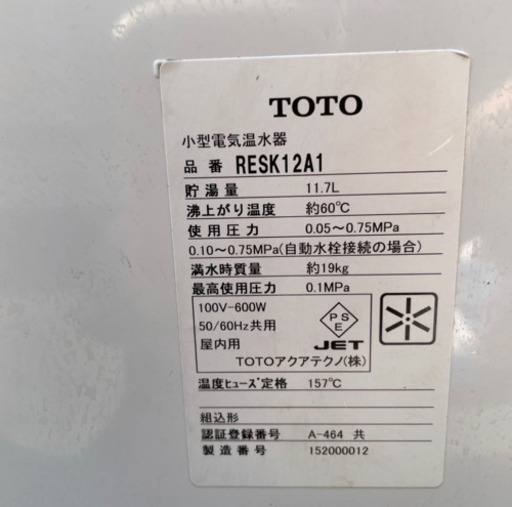 TOTO
小型電気温水器
品番 RESK12A1
貯湯量 11.7L
沸上がり温度 約60℃
使用圧力 0.05～0.75MPa
0.10～0.75MPa(自動水栓接続の場合)
満水時質量 約19kg
最高使用圧力 0.1MPa
100V-600W
50/60Hz共用
屋内用
PSE
JET
TOTOアクアテクノ(株)
温度ヒューズ定格 157℃
組込形
認証登録番号 A-464 共
製造番号 152000012